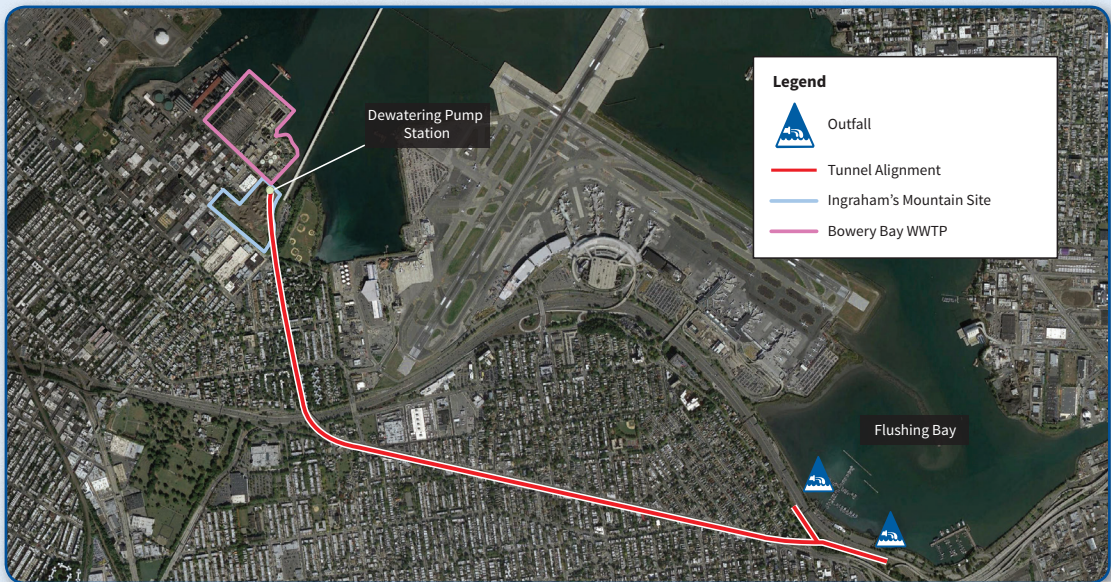 Dewatering Pump
Station
Legend
Outfall
Tunnel Alignment
Ingraham's Mountain Site
Bowery Bay WWTP
Flushing Bay